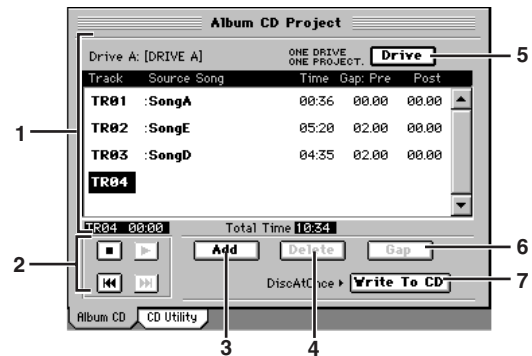 Album CD Project
Drive A: [DRIVE A]
ONE DRIVE
ONE PROJECT.
Drive
5
Track Source Song Time Gap: Pre Post
TR01 :SongA 00:36 00.00 00.00
1
TR02 :SongE 05:20 02.00 00.00
TR03 :SongD 04:35 02.00 00.00
TR04
TR04 00:00 Total Time 10:34
2
Add Delete Gap
6
DiscAtOnce Write To CD
7
Album CD CD Utility
3 4